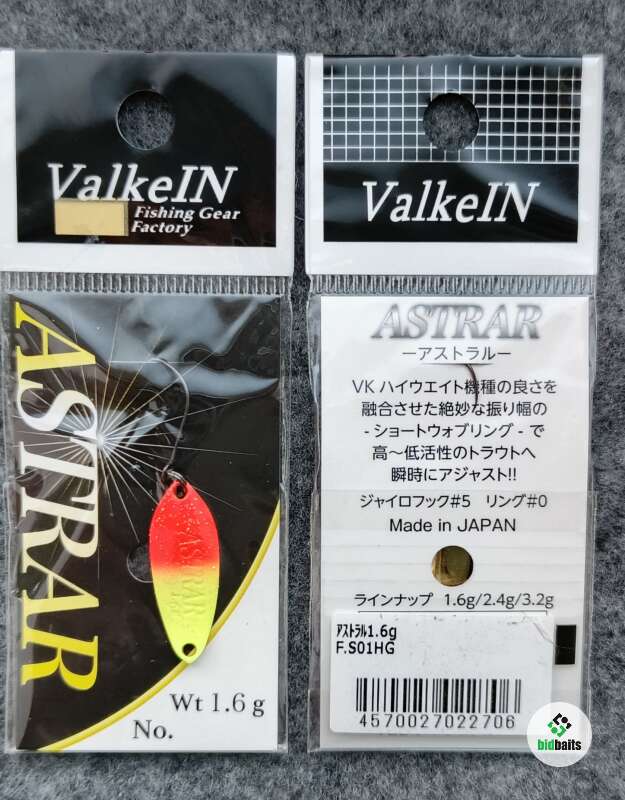 ValkeIN
Fishing Gear
Factory
ASTRAR
Wt 1.6 g
No.
ValkeIN
ASTRAR
ーアストラルー
VK ハイウエイト機種の良さを
融合させた絶妙な振り幅の
- ショートウォブリング - で
高～低活性のトラウトへ
瞬時にアジャスト!!
ジャイロフック#5 リング#0
Made in JAPAN
ラインナップ 1.6g/2.4g/3.2g
ｱｽﾄﾗﾙ1.6g
F.S01HG
4570027022706
bidbaits